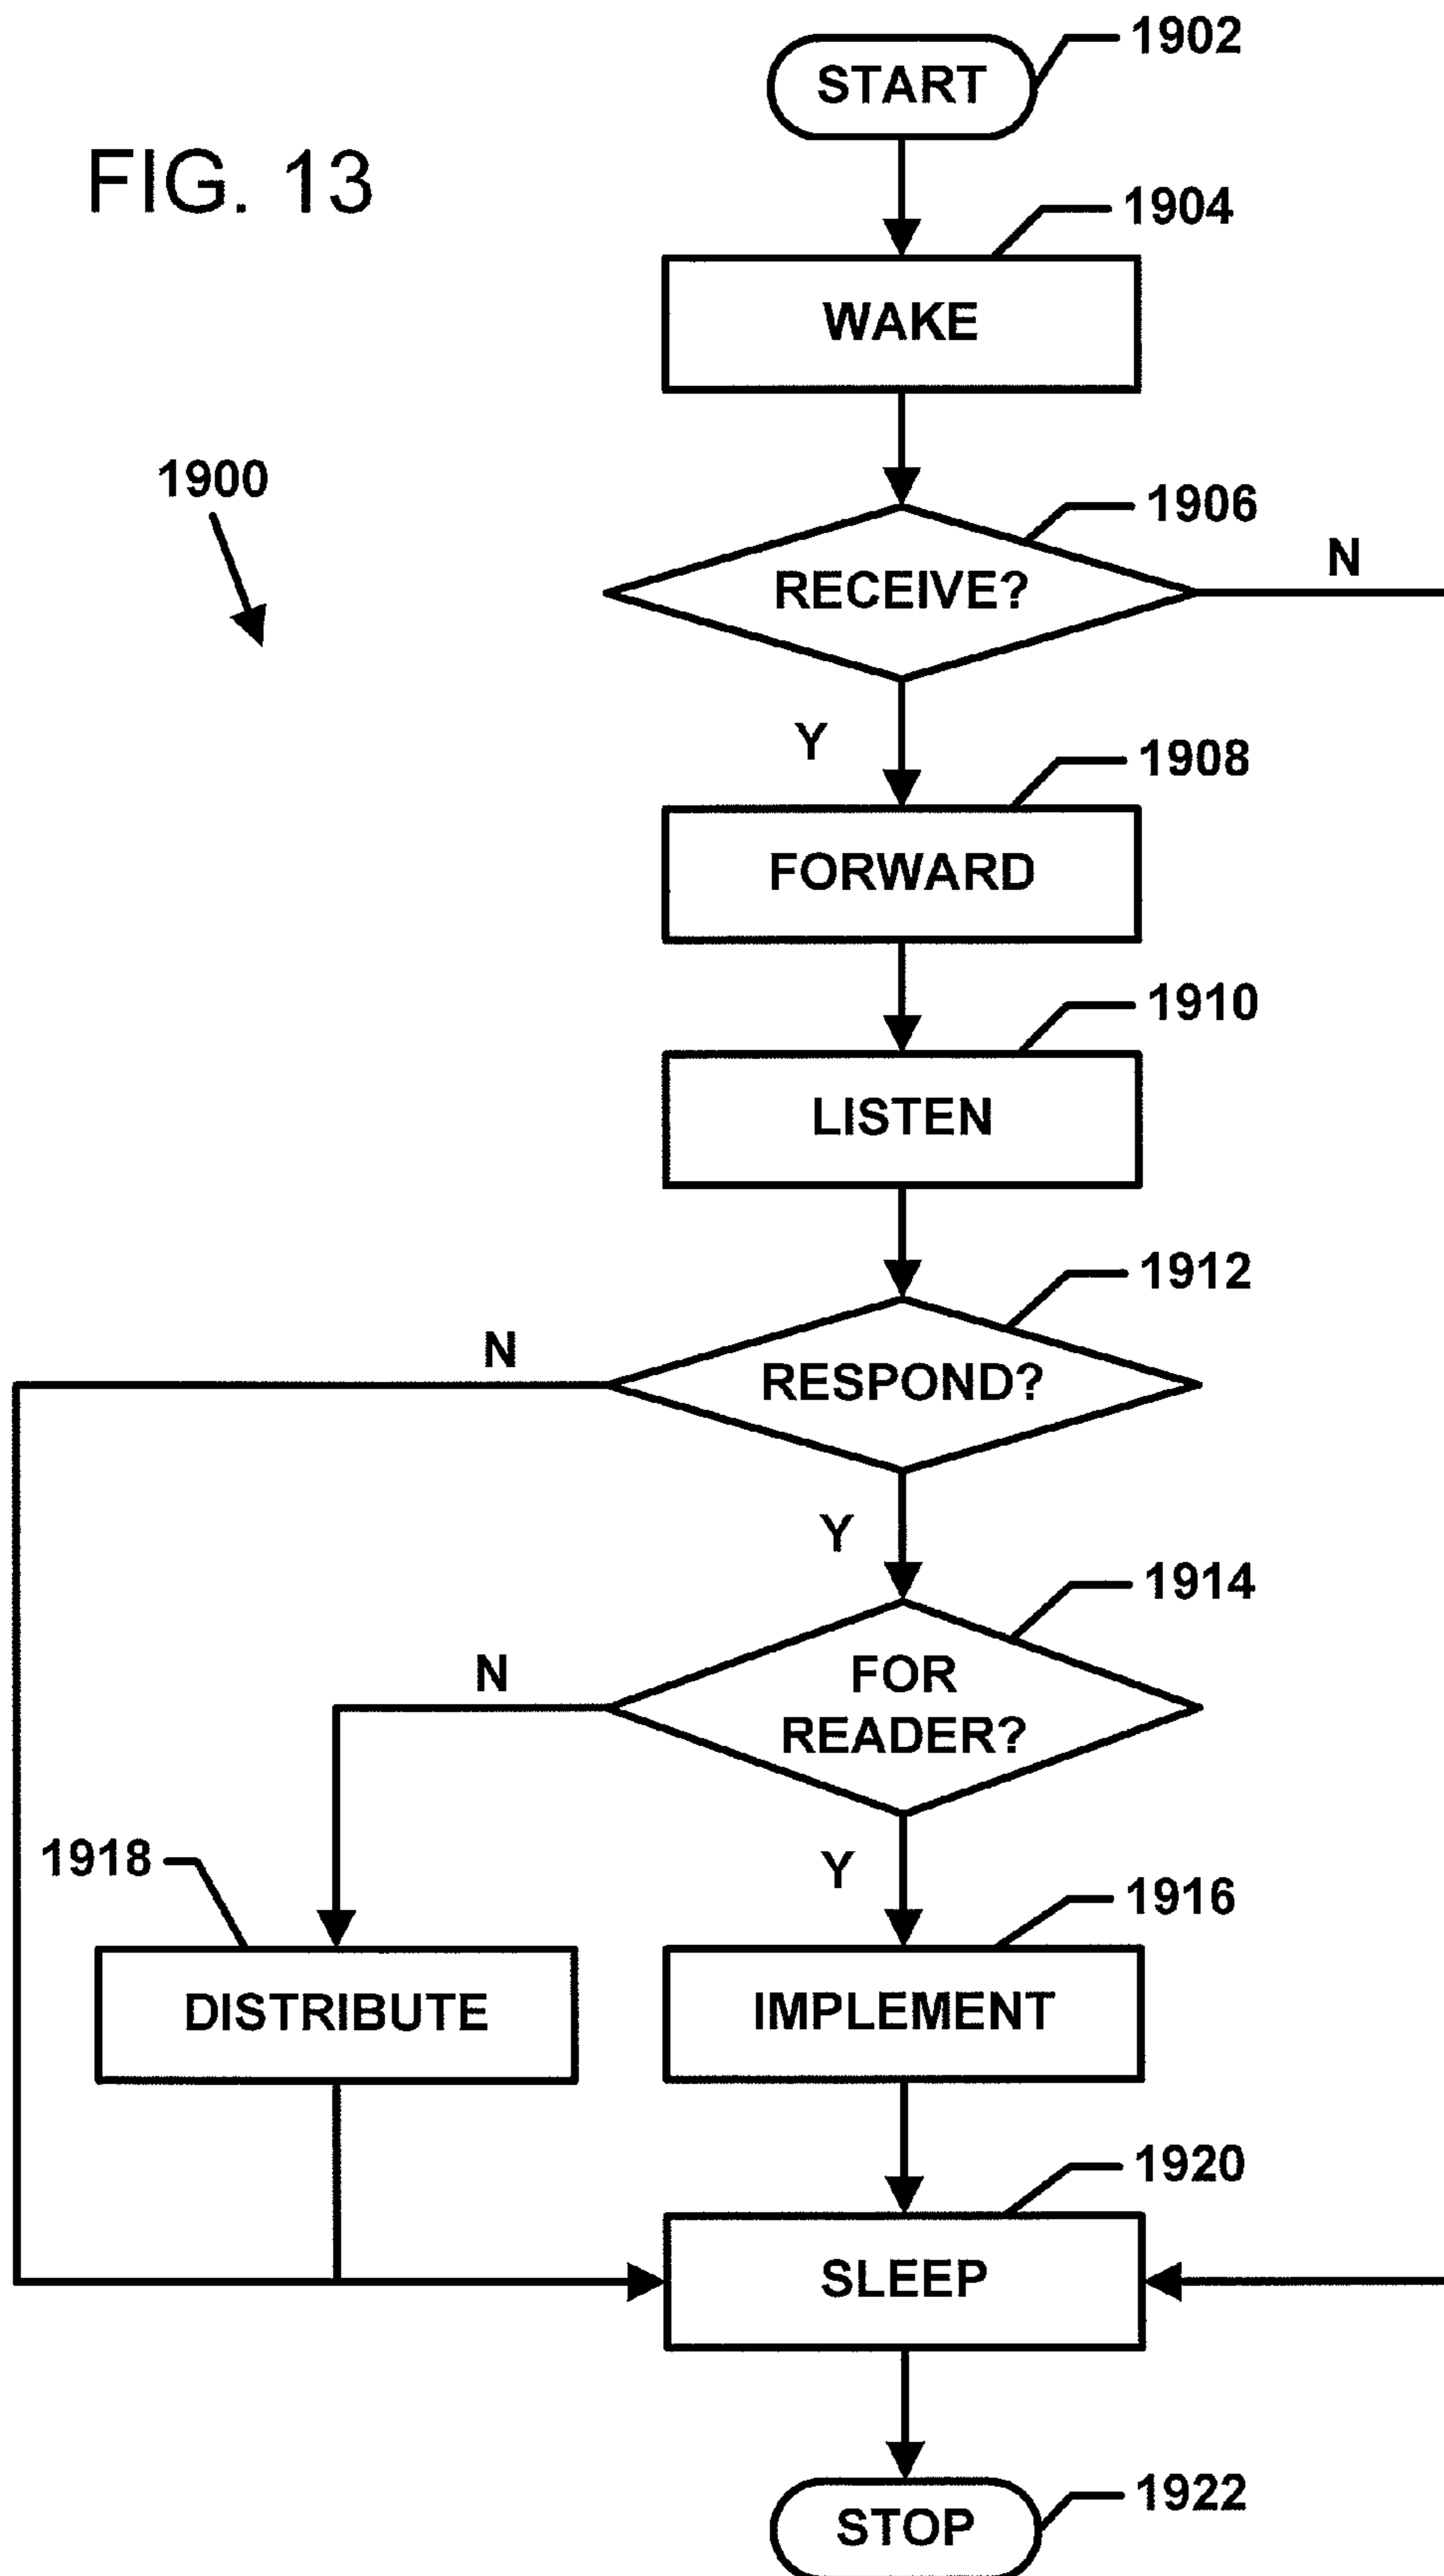 1902
START
FIG. 13
1904
WAKE
1900
1906
RECEIVE?
N
Y
1908
FORWARD
1910
LISTEN
1912
N
RESPOND?
Y
1914
N
FOR
READER?
1918
Y
1916
DISTRIBUTE
IMPLEMENT
1920
SLEEP
1922
STOP